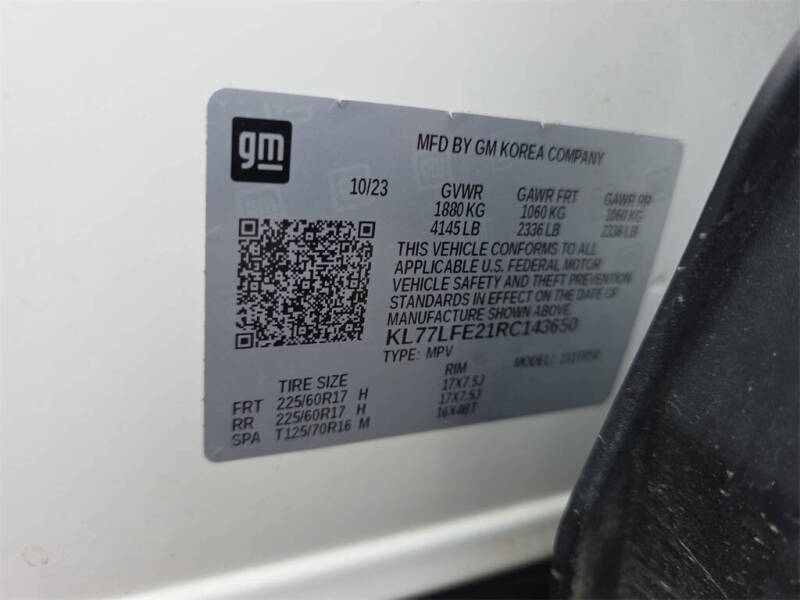 gm
MFD BY GM KOREA COMPANY
10/23 GVWR GAWR FRT GAWR RR
1880 KG 1060 KG 1060 KG
4145 LB 2336 LB 2336 LB
THIS VEHICLE CONFORMS TO ALL
APPLICABLE U.S. FEDERAL MOTOR
VEHICLE SAFETY AND THEFT PREVENTION
STANDARDS IN EFFECT ON THE DATE OF
MANUFACTURE SHOWN ABOVE.
KL77LFE21RC143650
TYPE: MPV MODEL:
TIRE SIZE RIM
FRT 225/60R17 H 17X7.5J
RR 225/60R17 H 17X7.5J
SPA T125/70R16 M 16X4BT